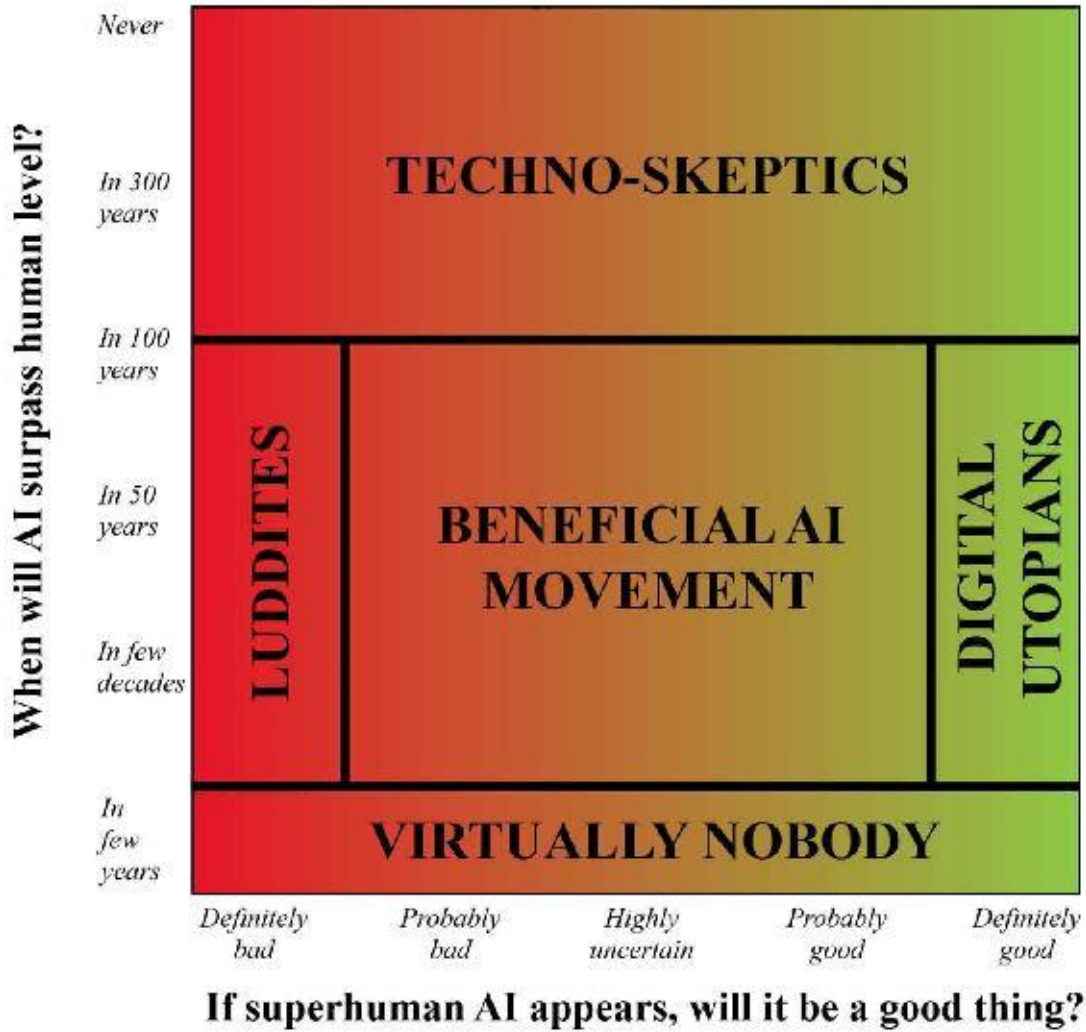 When will AI surpass human level?
Never
In 300
years
In 100
years
In 50
years
In few
decades
In
few
years
TECHNO-SKEPTICS
LUDDITES
BENEFICIAL AI
MOVEMENT
DIGITAL
UTOPIANS
VIRTUALLY NOBODY
Definitely
bad
Probably
bad
Highly
uncertain
Probably
good
Definitely
good
If superhuman AI appears, will it be a good thing?